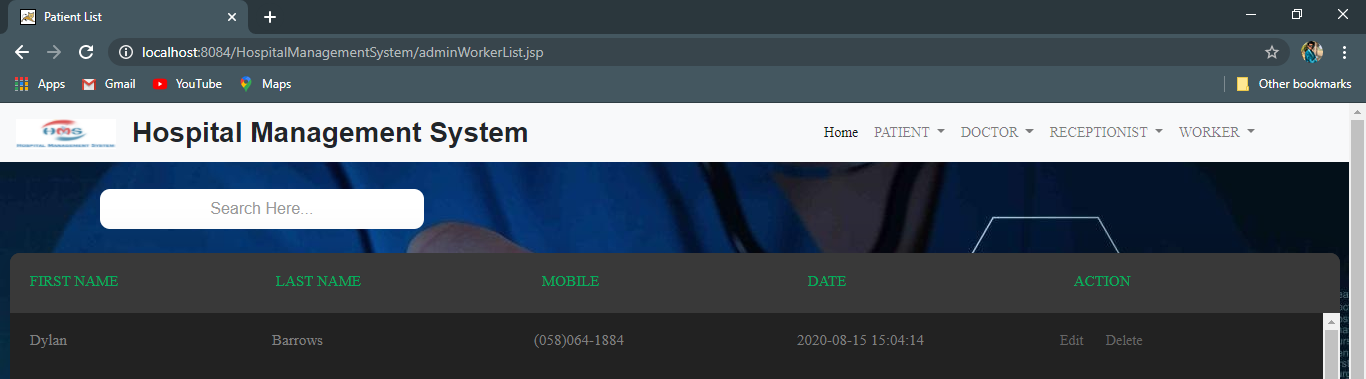 Patient List
localhost:8084/HospitalManagementSystem/adminWorkerList.jsp
Apps Gmail YouTube Maps Other bookmarks
HMS
HOSPITAL MANAGEMENT SYSTEM
Hospital Management System Home PATIENT DOCTOR RECEPTIONIST WORKER
Search Here...
FIRST NAME LAST NAME MOBILE DATE ACTION
Dylan Barrows (058)064-1884 2020-08-15 15:04:14 Edit Delete